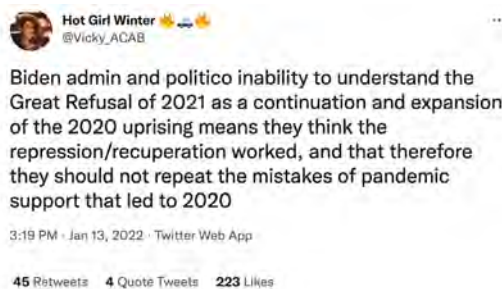 Hot Girl Winter 🔥🚙🔥
@Vicky_ACAB
Biden admin and politico inability to understand the
Great Refusal of 2021 as a continuation and expansion
of the 2020 uprising means they think the
repression/recuperation worked, and that therefore
they should not repeat the mistakes of pandemic
support that led to 2020
3:19 PM · Jan 13, 2022 · Twitter Web App
45 Retweets 4 Quote Tweets 223 Likes